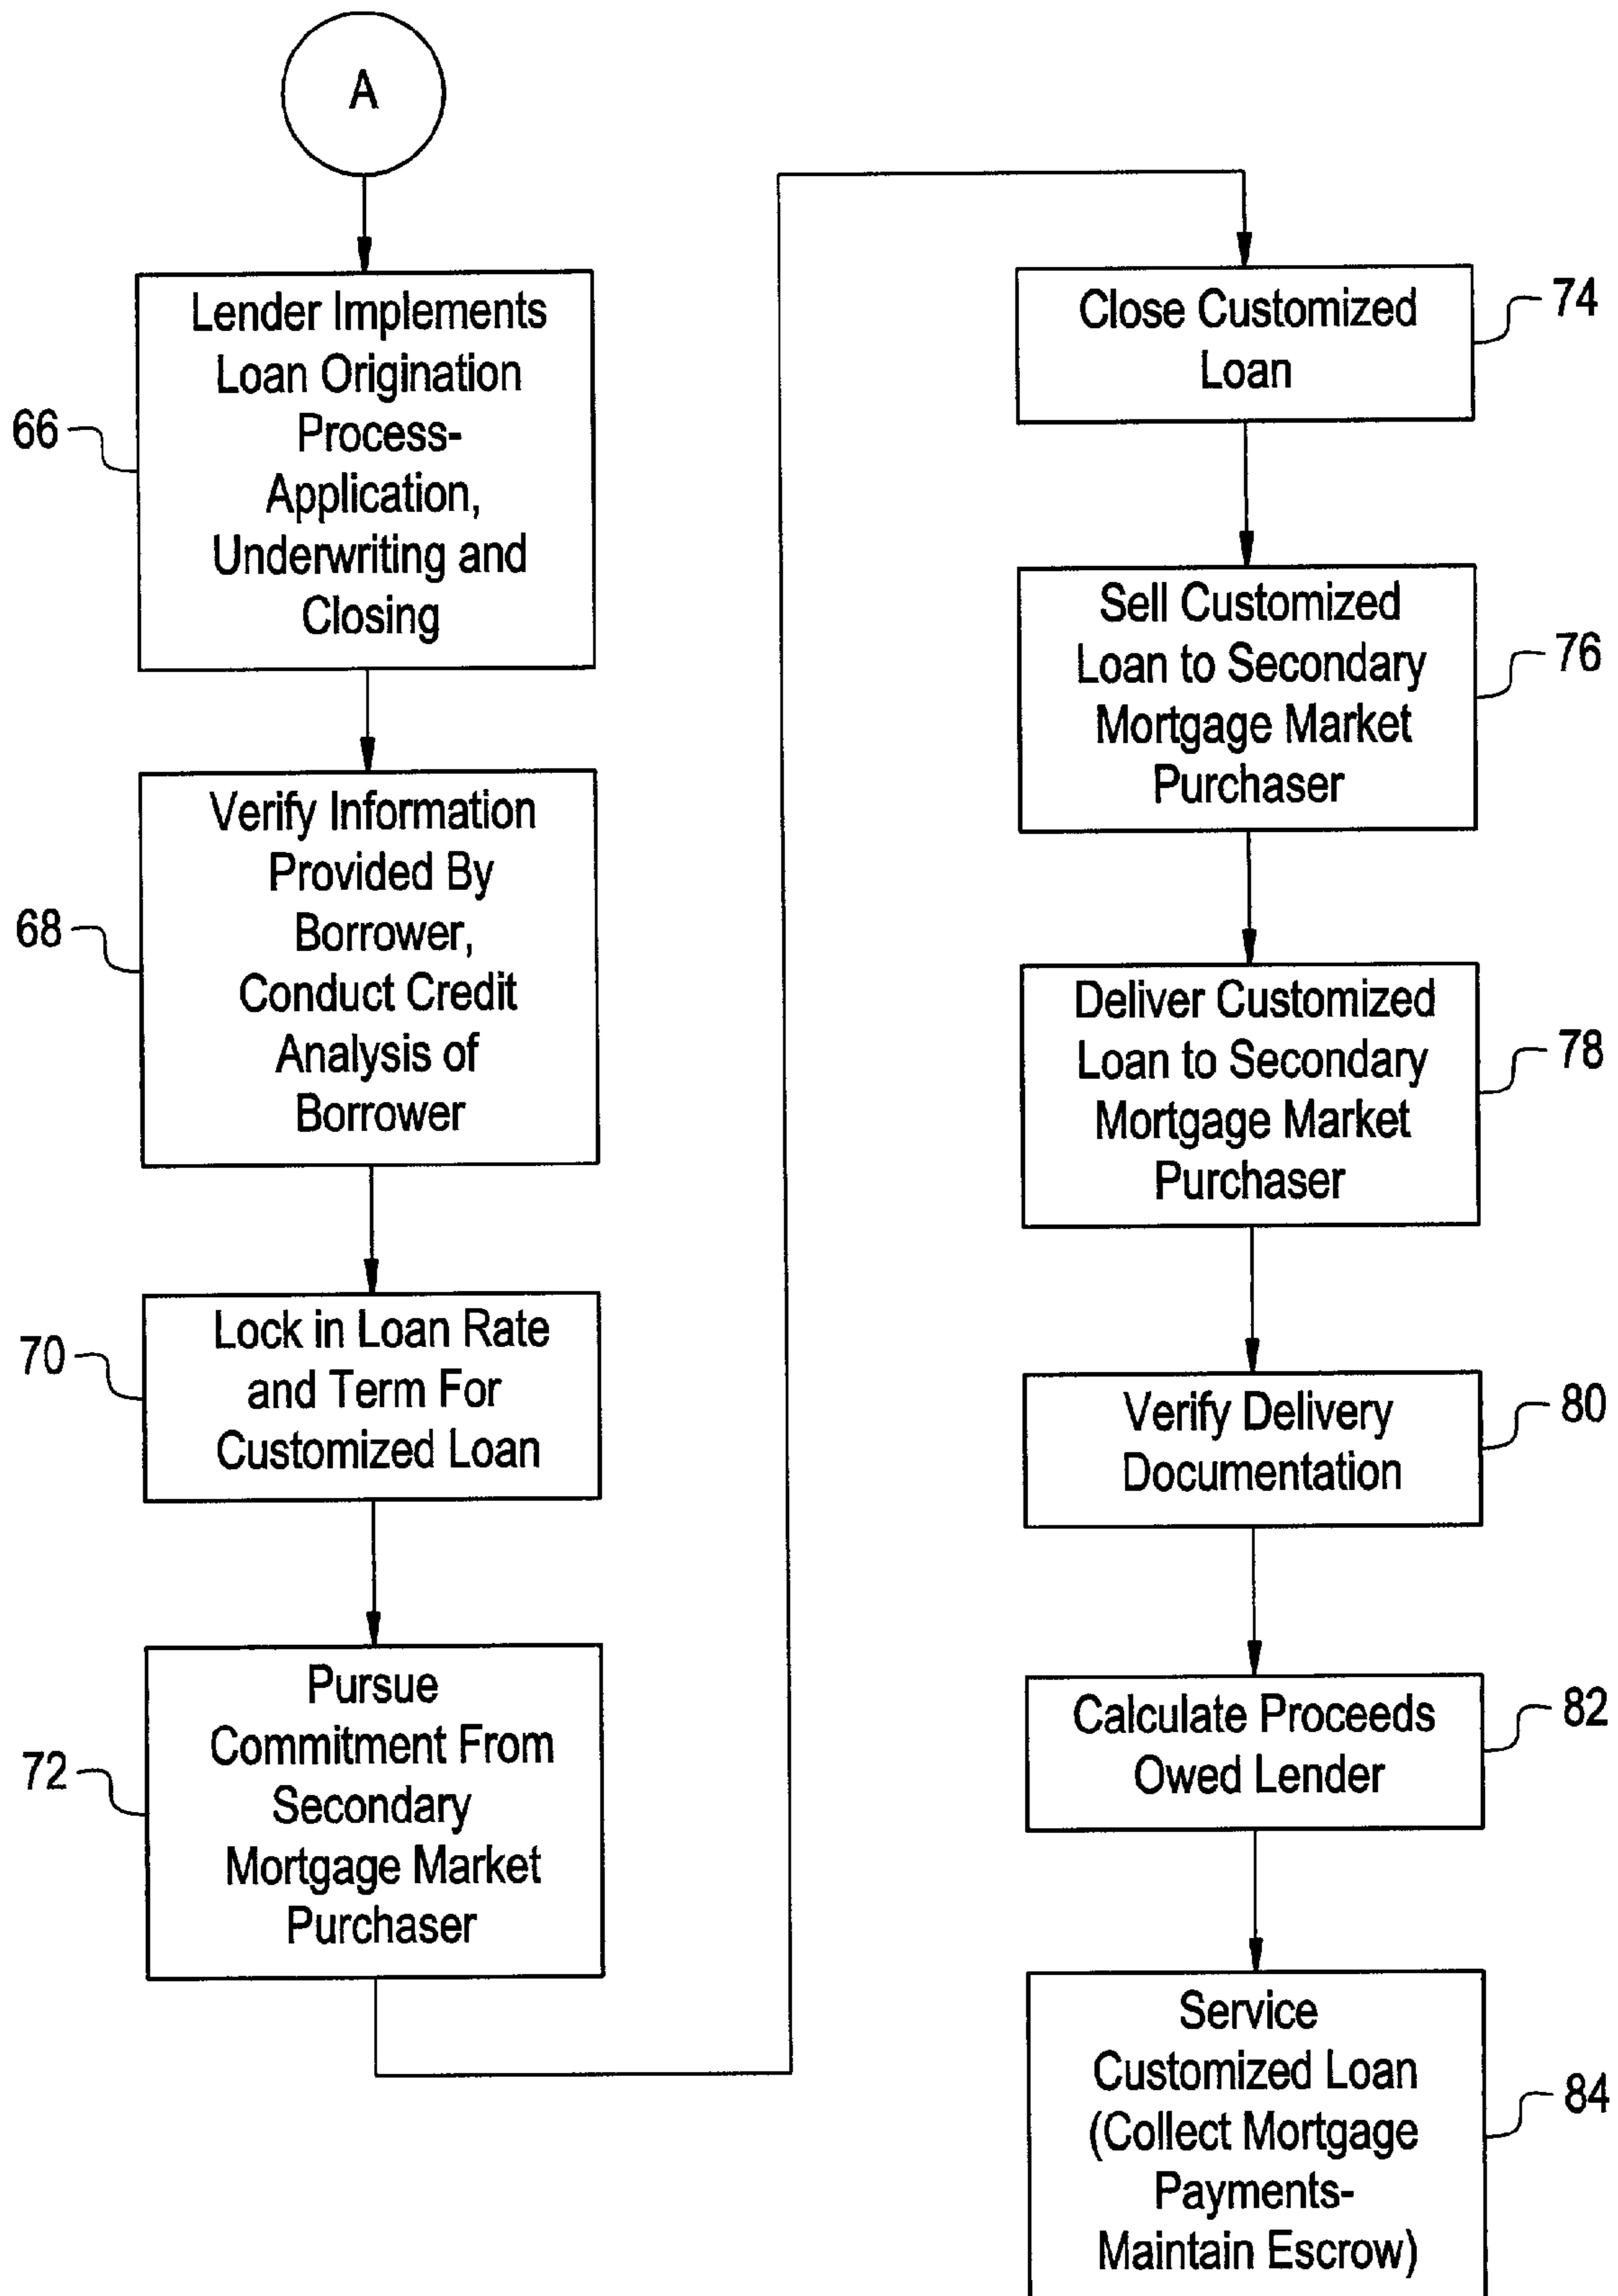 A
Lender Implements
Loan Origination
Process-
Application,
Underwriting and
Closing
66
Verify Information
Provided By
Borrower,
Conduct Credit
Analysis of
Borrower
68
Lock in Loan Rate
and Term For
Customized Loan
70
Pursue
Commitment From
Secondary
Mortgage Market
Purchaser
72
Close Customized
Loan
74
Sell Customized
Loan to Secondary
Mortgage Market
Purchaser
76
Deliver Customized
Loan to Secondary
Mortgage Market
Purchaser
78
Verify Delivery
Documentation
80
Calculate Proceeds
Owed Lender
82
Service
Customized Loan
(Collect Mortgage
Payments-
Maintain Escrow)
84